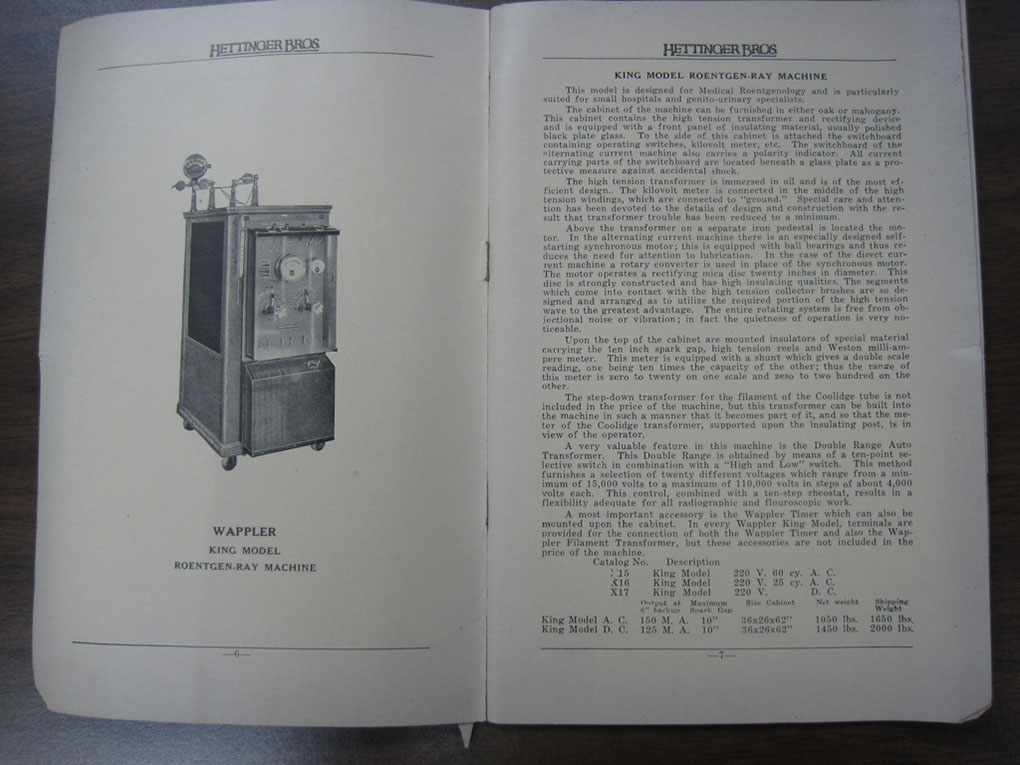 HETTINGER BROS.
WAPPLER
KING MODEL
ROENTGEN-RAY MACHINE
—6—
HETTINGER BROS.
KING MODEL ROENTGEN-RAY MACHINE
This model is designed for Medical Roentgenology and is particularly
suited for small hospitals and genito-urinary specialists.
The cabinet of the machine can be furnished in either oak or mahogany.
This cabinet contains the high tension transformer and rectifying device
and is equipped with a front panel of insulating material, usually polished
black plate glass. To the side of this cabinet is attached the switchboard
containing operating switches, kilovolt meter, etc. The switchboard of the
alternating current machine also carries a polarity indicator. All current
carrying parts of the switchboard are located beneath a glass plate as a pro-
tective measure against accidental shock.
The high tension transformer is immersed in oil and is of the most ef-
ficient design.. The kilovolt meter is connected in the middle of the high
tension windings, which are connected to "ground." Special care and atten-
tion has been devoted to the details of design and construction with the re-
sult that transformer trouble has been reduced to a minimum.
Above the transformer on a separate iron pedestal is located the mo-
tor. In the alternating current machine there is an especially designed self-
starting synchronous motor; this is equipped with ball bearings and thus re-
duces the need for attention to lubrication. In the case of the direct cur-
rent machine a rotary converter is used in place of the synchronous motor.
The motor operates a rectifying mica disc twenty inches in diameter. This
disc is strongly constructed and has high insulating qualities. The segments
which come into contact with the high tension collector brushes are so de-
signed and arranged as to utilize the required portion of the high tension
wave to the greatest advantage. The entire rotating system is free from ob-
jectional noise or vibration; in fact the quietness of operation is very no-
ticeable.
Upon the top of the cabinet are mounted insulators of special material
carrying the ten inch spark gap, high tension reels and Weston milli-am-
pere meter. This meter is equipped with a shunt which gives a double scale
reading, one being ten times the capacity of the other; thus the range of
this meter is zero to twenty on one scale and zeso to two hundred on the
other.
The step-down transformer for the filament of the Coolidge tube is not
included in the price of the machine, but this transformer can be built into
the machine in such a manner that it becomes part of it, and so that the me-
ter of the Coolidge transformer, supported upon the insulating post, is in
view of the operator.
A very valuable feature in this machine is the Double Range Auto
Transformer. This Double Range is obtained by means of a ten-point se-
lective switch in combination with a "High and Low" switch. This method
furnishes a selection of twenty different voltages which range from a min-
imum of 15,000 volts to a maximum of 110,000 volts in steps of about 4,000
volts each. This control, combined with a ten-step rheostat, results in a
flexibility adequate for all radiographic and flouroscopic work.
A most important accessory is the Wappler Timer which can also be
mounted upon the cabinet. In every Wappler King Model, terminals are
provided for the connection of both the Wappler Timer and also the Wap-
pler Filament Transformer, but these accessories are not included in the
price of the machine.
Catalog No. Description
X15 King Model 220 V. 60 cy. A. C.
X16 King Model 220 V. 25 cy. A. C.
X17 King Model 220 V. D. C.
Output at Maximum Size Cabinet Net weight Shipping
6" backup Spark Gap Weight
King Model A. C. 150 M. A. 10" 36x26x62" 1050 lbs. 1650 lbs.
King Model D. C. 125 M. A. 10" 36x26x62" 1450 lbs. 2000 lbs.
—7—